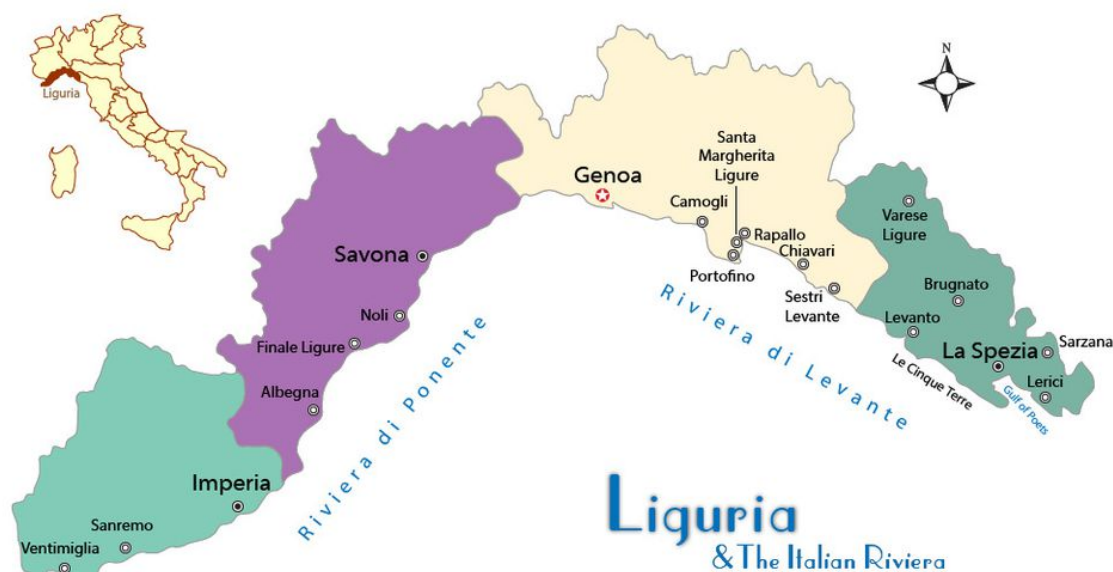 Liguria
N
Santa
Margherita
Ligure
Genoa
Camogli
Rapallo
Chiavari
Portofino
Sestri
Levante
Varese
Ligure
Brugnato
Levanto
La Spezia
Sarzana
Lerici
Le Cinque Terre
Gulf of Poets
Riviera di Levante
Savona
Noli
Finale Ligure
Albegna
Riviera di Ponente
Imperia
Sanremo
Ventimiglia
Liguria
& The Italian Riviera